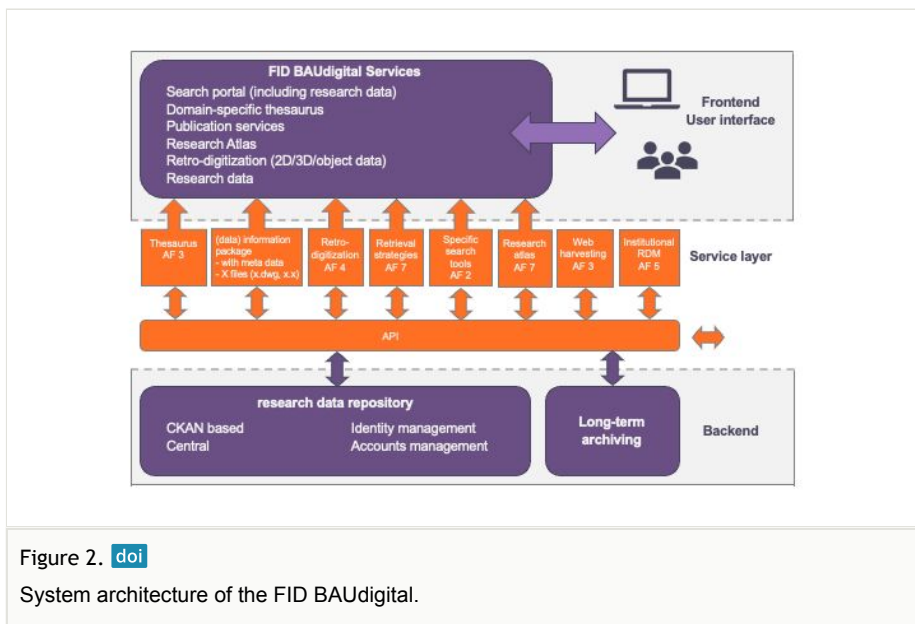 FID BAUdigital Services
Search portal (including research data)
Domain-specific thesaurus
Publication services
Research Atlas
Retro-digitization (2D/3D/object data)
Research data
Frontend
User interface
Thesaurus
AF 3
(data) information
package
- with meta data
- X files (x.dwg, x.x)
Retro-
digitization
AF 4
Retrieval
strategies
AF 7
Specific
search
tools
AF 2
Research
atlas
AF 7
Web
harvesting
AF 3
Institutional
RDM
AF 5
Service layer
API
research data repository
CKAN based
Central
Identity management
Accounts management
Long-term
archiving
Backend
Figure 2. doi
System architecture of the FID BAUdigital.